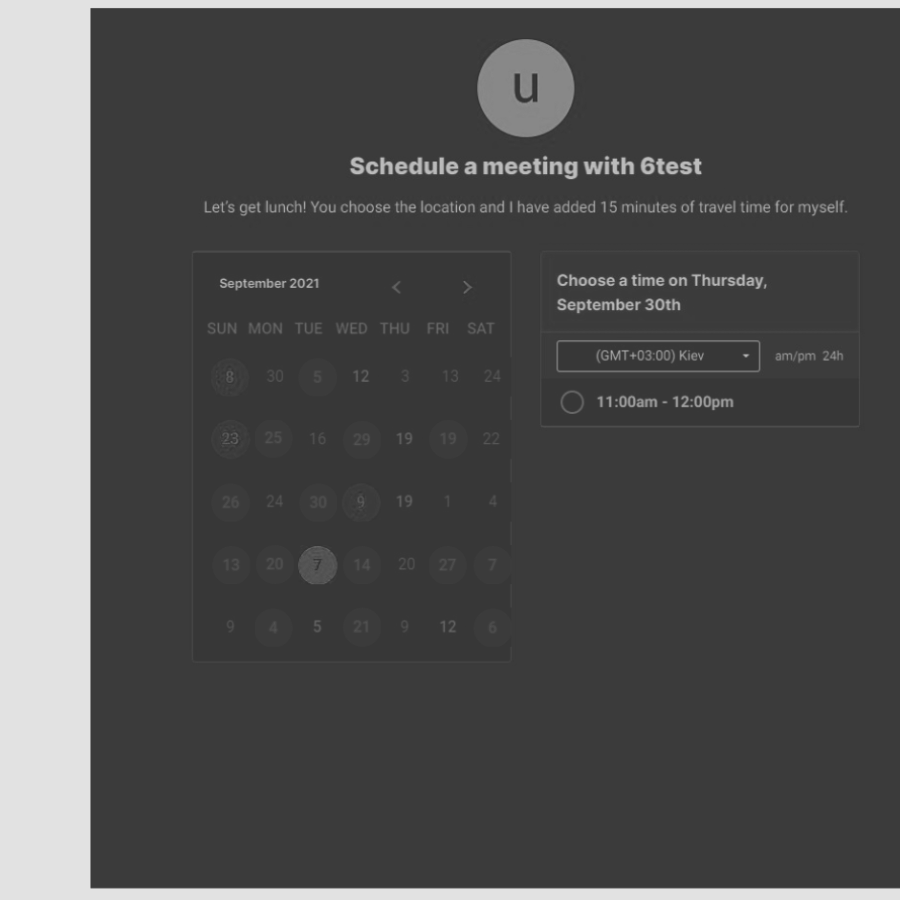 u
Schedule a meeting with 6test
Let's get lunch! You choose the location and I have added 15 minutes of travel time for myself.
September 2021
SUN MON TUE WED THU FRI SAT
8 30 5 12 3 13 24
23 25 16 29 19 19 22
26 24 30 9 19 1 4
13 20 7 14 20 27 7
9 4 5 21 9 12 6
Choose a time on Thursday,
September 30th
(GMT+03:00) Kiev am/pm 24h
11:00am - 12:00pm